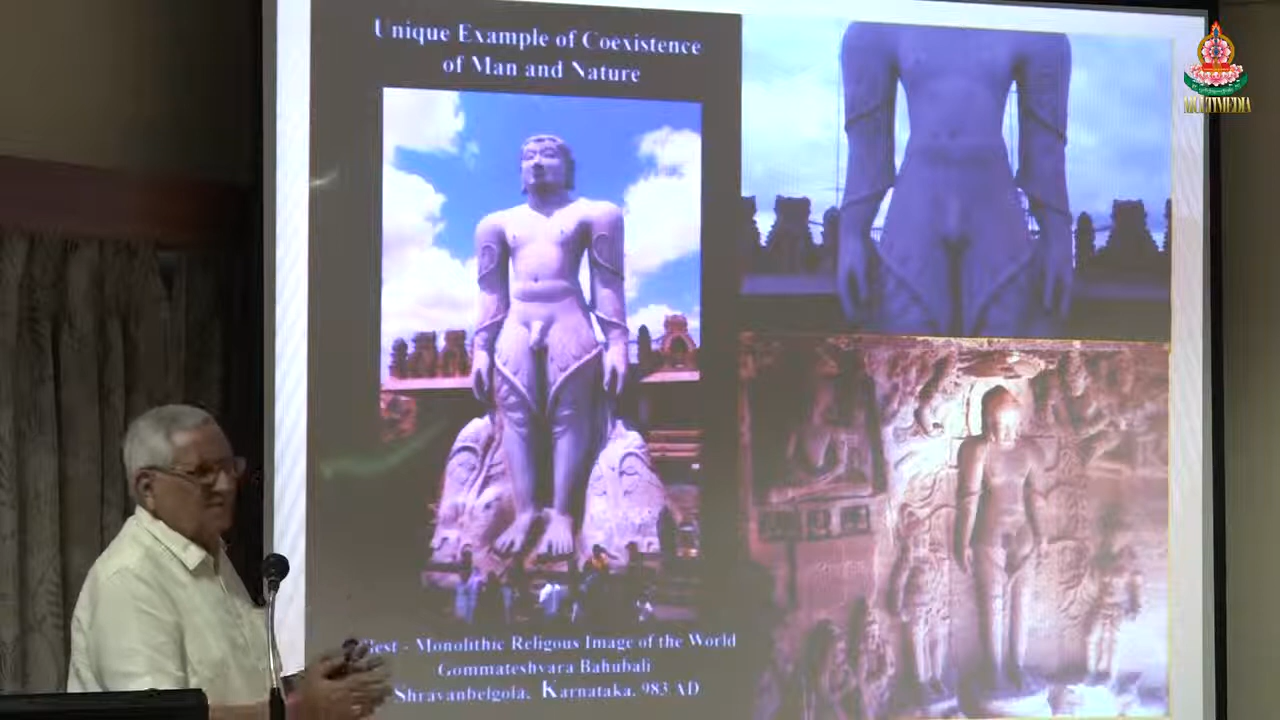 Unique Example of Coexistence
of Man and Nature
- Monolithic Religous Image of the World
Gommateshvara Bahubali
Shravanbelgola, Karnataka, 983 AD
MULTIMEDIA